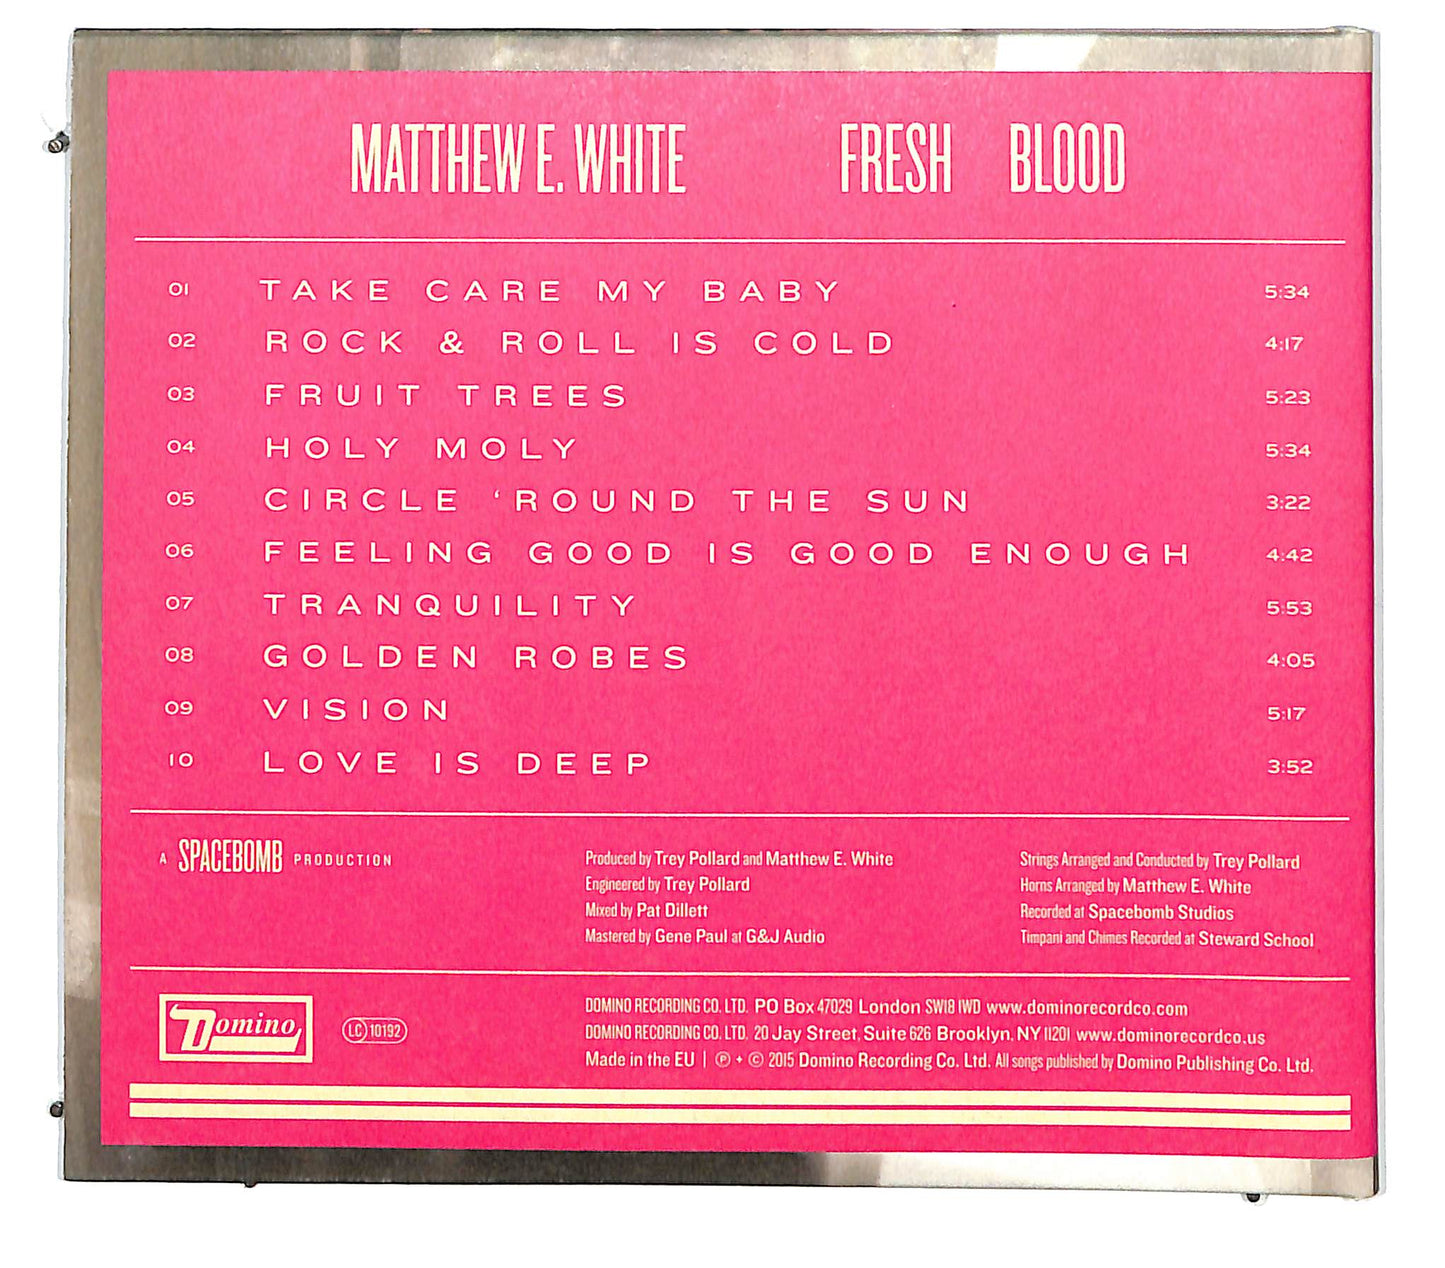 MATTHEW E. WHITE FRESH BLOOD
01 TAKE CARE MY BABY 5:34
02 ROCK & ROLL IS COLD 4:17
03 FRUIT TREES 5:23
04 HOLY MOLY 5:34
05 CIRCLE ‘ROUND THE SUN 3:22
06 FEELING GOOD IS GOOD ENOUGH 4:42
07 TRANQUILITY 5:53
08 GOLDEN ROBES 4:05
09 VISION 5:17
10 LOVE IS DEEP 3:52
A SPACEBOMB PRODUCTION
Produced by Trey Pollard and Matthew E. White
Engineered by Trey Pollard
Mixed by Pat Dillett
Mastered by Gene Paul at G&J Audio
Strings Arranged and Conducted by Trey Pollard
Horns Arranged by Matthew E. White
Recorded at Spacebomb Studios
Timpani and Chimes Recorded at Steward School
Domino
LC 10192
DOMINO RECORDING CO. LTD. PO Box 47029 London SW18 1WD www.dominorecordco.com
DOMINO RECORDING CO. LTD. 20 Jay Street, Suite 626 Brooklyn, NY 11201 www.dominorecordco.us
Made in the EU | ℗ + © 2015 Domino Recording Co. Ltd. All songs published by Domino Publishing Co. Ltd.